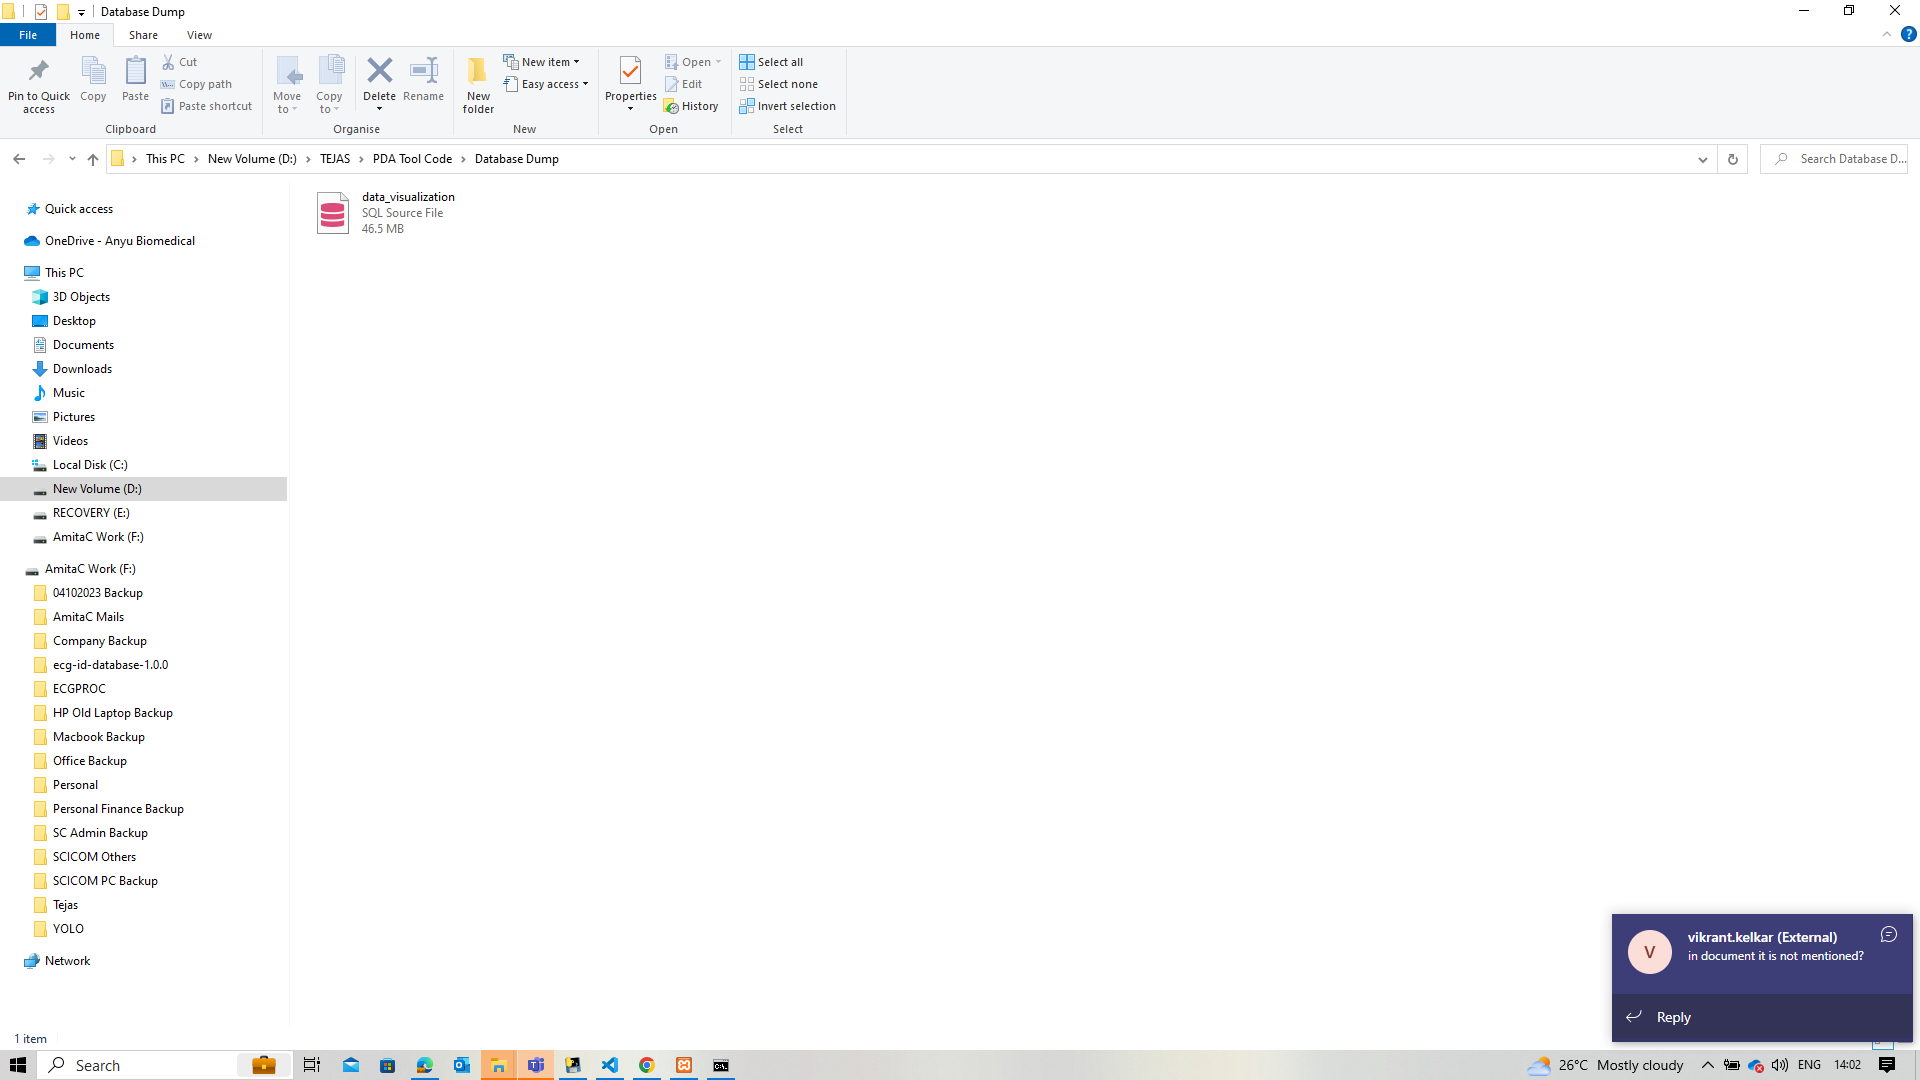 Database Dump
File Home Share View
Pin to Quick access
Copy
Paste
Cut
Copy path
Paste shortcut
Clipboard
Move to
Copy to
Delete
Rename
Organise
New folder
New item
Easy access
New
Properties
Open
Edit
History
Open
Select all
Select none
Invert selection
Select
This PC New Volume (D:) TEJAS PDA Tool Code Database Dump
Search Database D...
Quick access
OneDrive - Anyu Biomedical
This PC
3D Objects
Desktop
Documents
Downloads
Music
Pictures
Videos
Local Disk (C:)
New Volume (D:)
RECOVERY (E:)
AmitaC Work (F:)
AmitaC Work (F:)
04102023 Backup
AmitaC Mails
Company Backup
ecg-id-database-1.0.0
ECGPROC
HP Old Laptop Backup
Macbook Backup
Office Backup
Personal
Personal Finance Backup
SC Admin Backup
SCICOM Others
SCICOM PC Backup
Tejas
YOLO
Network
data_visualization
SQL Source File
46.5 MB
V
vikrant.kelkar (External)
in document it is not mentioned?
Reply
1 item
Search
26°C Mostly cloudy
ENG
14:02